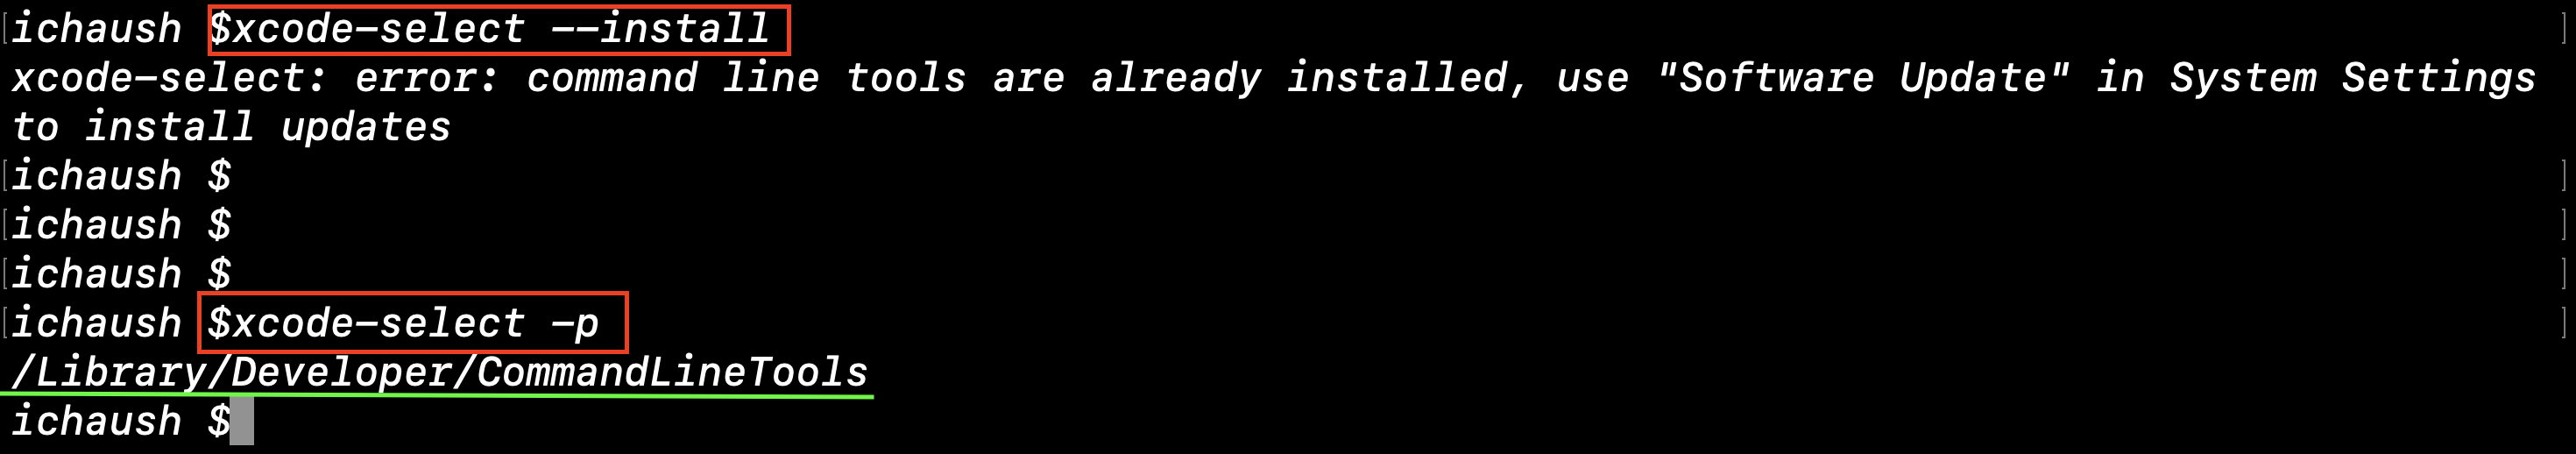 ichaush $xcode-select --install
xcode-select: error: command line tools are already installed, use "Software Update" in System Settings
to install updates
ichaush $
ichaush $
ichaush $
ichaush $xcode-select -p
/Library/Developer/CommandLineTools
ichaush $